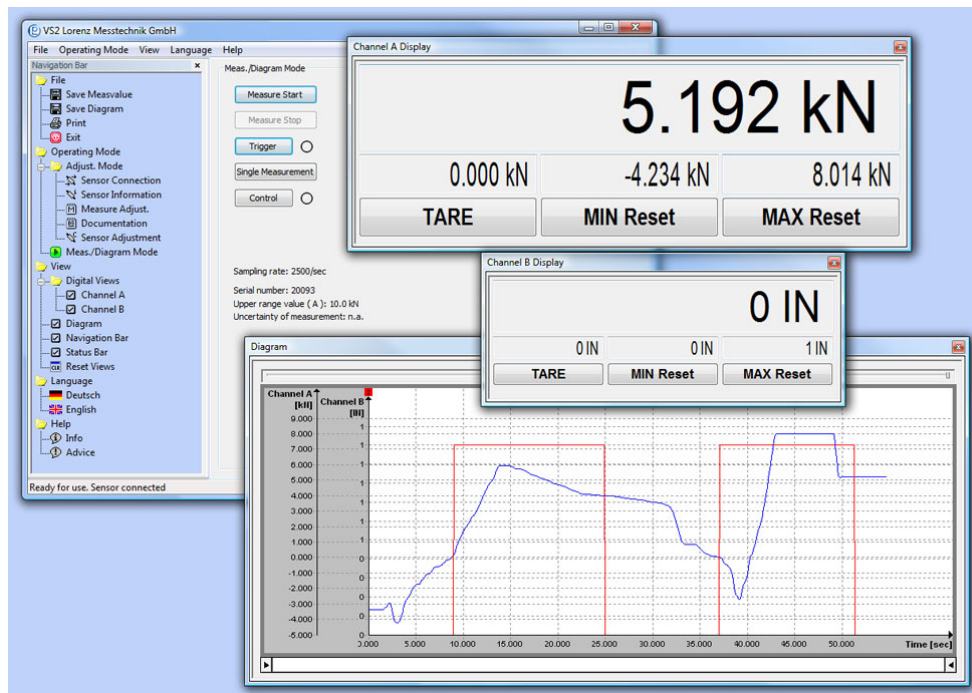 VS2 Lorenz Messtechnik GmbH
File Operating Mode View Language Help
Navigation Bar
File
Save Measvalue
Save Diagram
Print
Exit
Operating Mode
Adjust. Mode
Sensor Connection
Sensor Information
Measure Adjust.
Documentation
Sensor Adjustment
Meas./Diagram Mode
View
Digital Views
Channel A
Channel B
Diagram
Navigation Bar
Status Bar
Reset Views
Language
Deutsch
English
Help
Info
Advice
Ready for use. Sensor connected
Meas./Diagram Mode
Measure Start
Measure Stop
Trigger
Single Measurement
Control
Sampling rate: 2500/sec
Serial number: 20093
Upper range value ( A ): 10.0 kN
Uncertainty of measurement: n.a.
Channel A Display
5.192 kN
0.000 kN -4.234 kN 8.014 kN
TARE MIN Reset MAX Reset
Channel B Display
0 IN
0 IN 0 IN 1 IN
TARE MIN Reset MAX Reset
Diagram
Channel A
[kN]
9.000
8.000
7.000
6.000
5.000
4.000
3.000
2.000
1.000
0.000
-1.000
-2.000
-3.000
-4.000
-5.000
Channel B
[IN]
1
1
1
1
1
1
1
0
0
0
0
0.000 5.000 10.000 15.000 20.000 25.000 30.000 35.000 40.000 45.000 50.000 Time [sec]